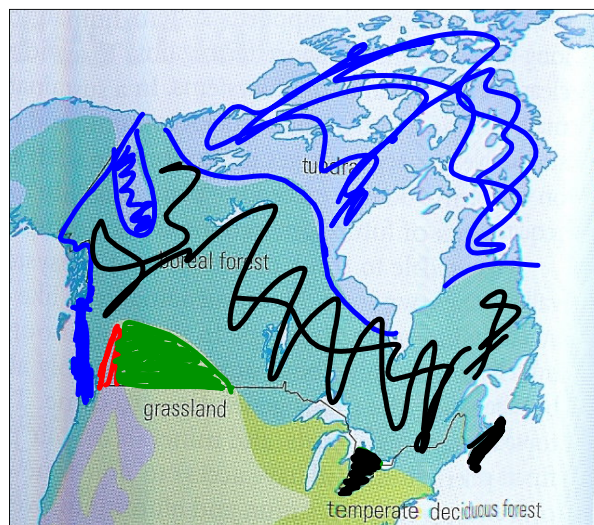 tundra
boreal forest
grassland
temperate deciduous forest